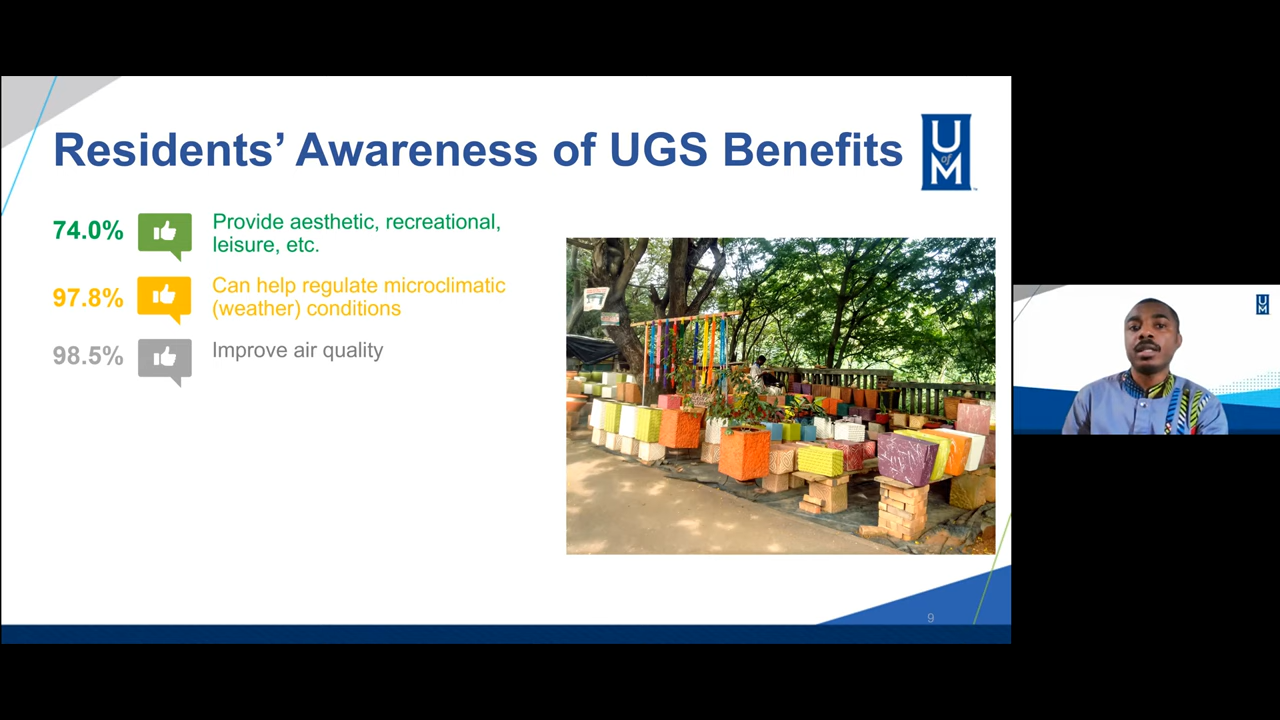 Residents’ Awareness of UGS Benefits
U
of
M
74.0%
Provide aesthetic, recreational,
leisure, etc.
97.8%
Can help regulate microclimatic
(weather) conditions
98.5%
Improve air quality
9
U
M